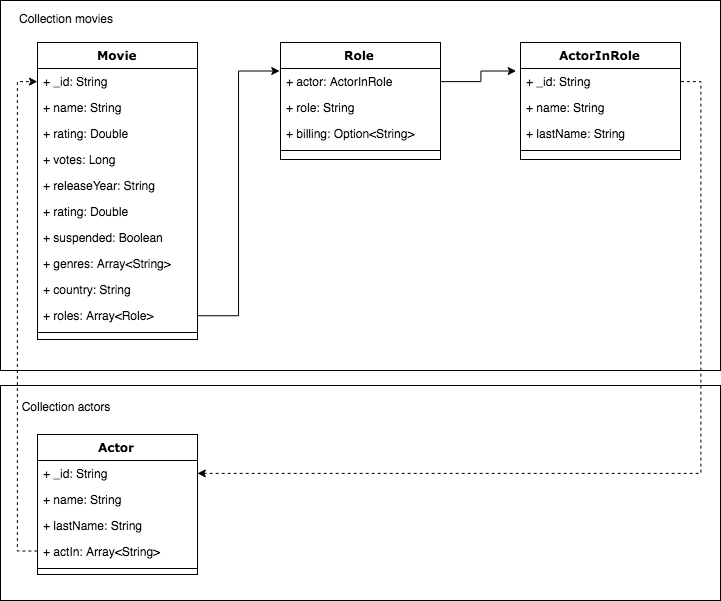 Collection movies
Movie
+ _id: String
+ name: String
+ rating: Double
+ votes: Long
+ releaseYear: String
+ rating: Double
+ suspended: Boolean
+ genres: Array<String>
+ country: String
+ roles: Array<Role>
Role
+ actor: ActorInRole
+ role: String
+ billing: Option<String>
ActorInRole
+ _id: String
+ name: String
+ lastName: String
Collection actors
Actor
+ _id: String
+ name: String
+ lastName: String
+ actIn: Array<String>